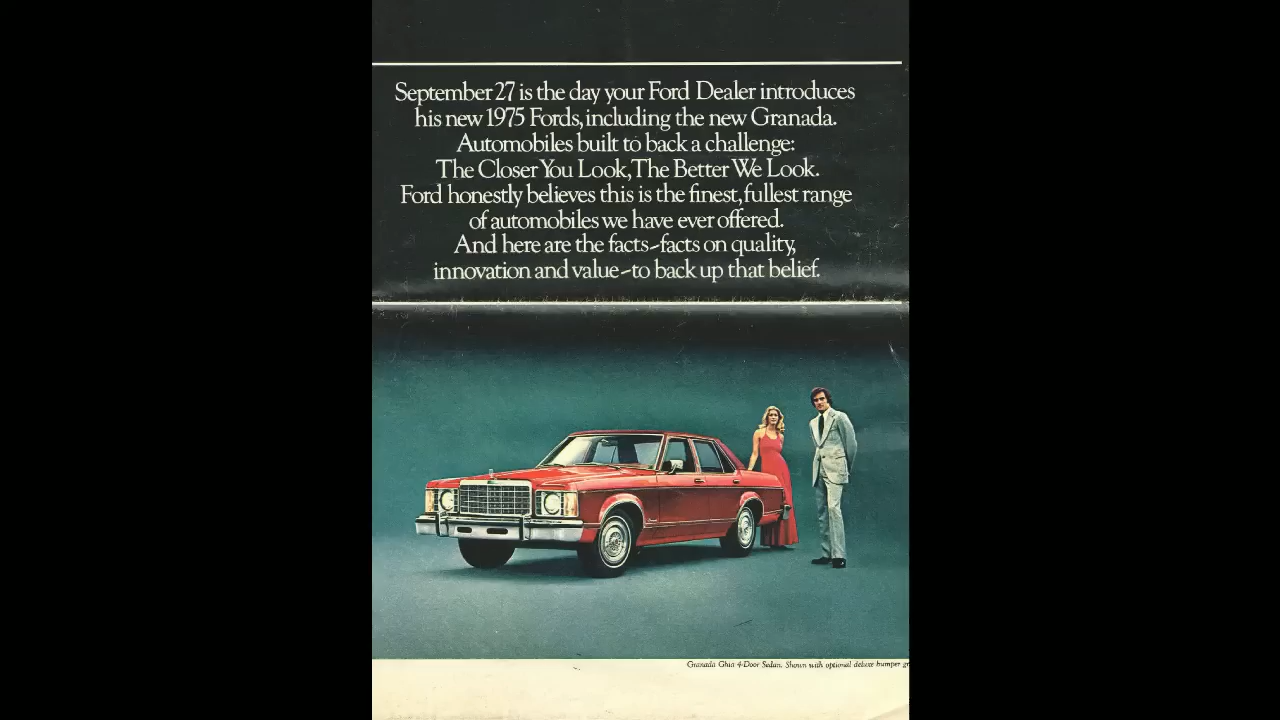 September 27 is the day your Ford Dealer introduces
his new 1975 Fords, including the new Granada.
Automobiles built to back a challenge:
The Closer You Look, The Better We Look.
Ford honestly believes this is the finest, fullest range
of automobiles we have ever offered.
And here are the facts–facts on quality,
innovation and value–to back up that belief.
Granada Ghia 4-Door Sedan. Shown with optional deluxe bumper